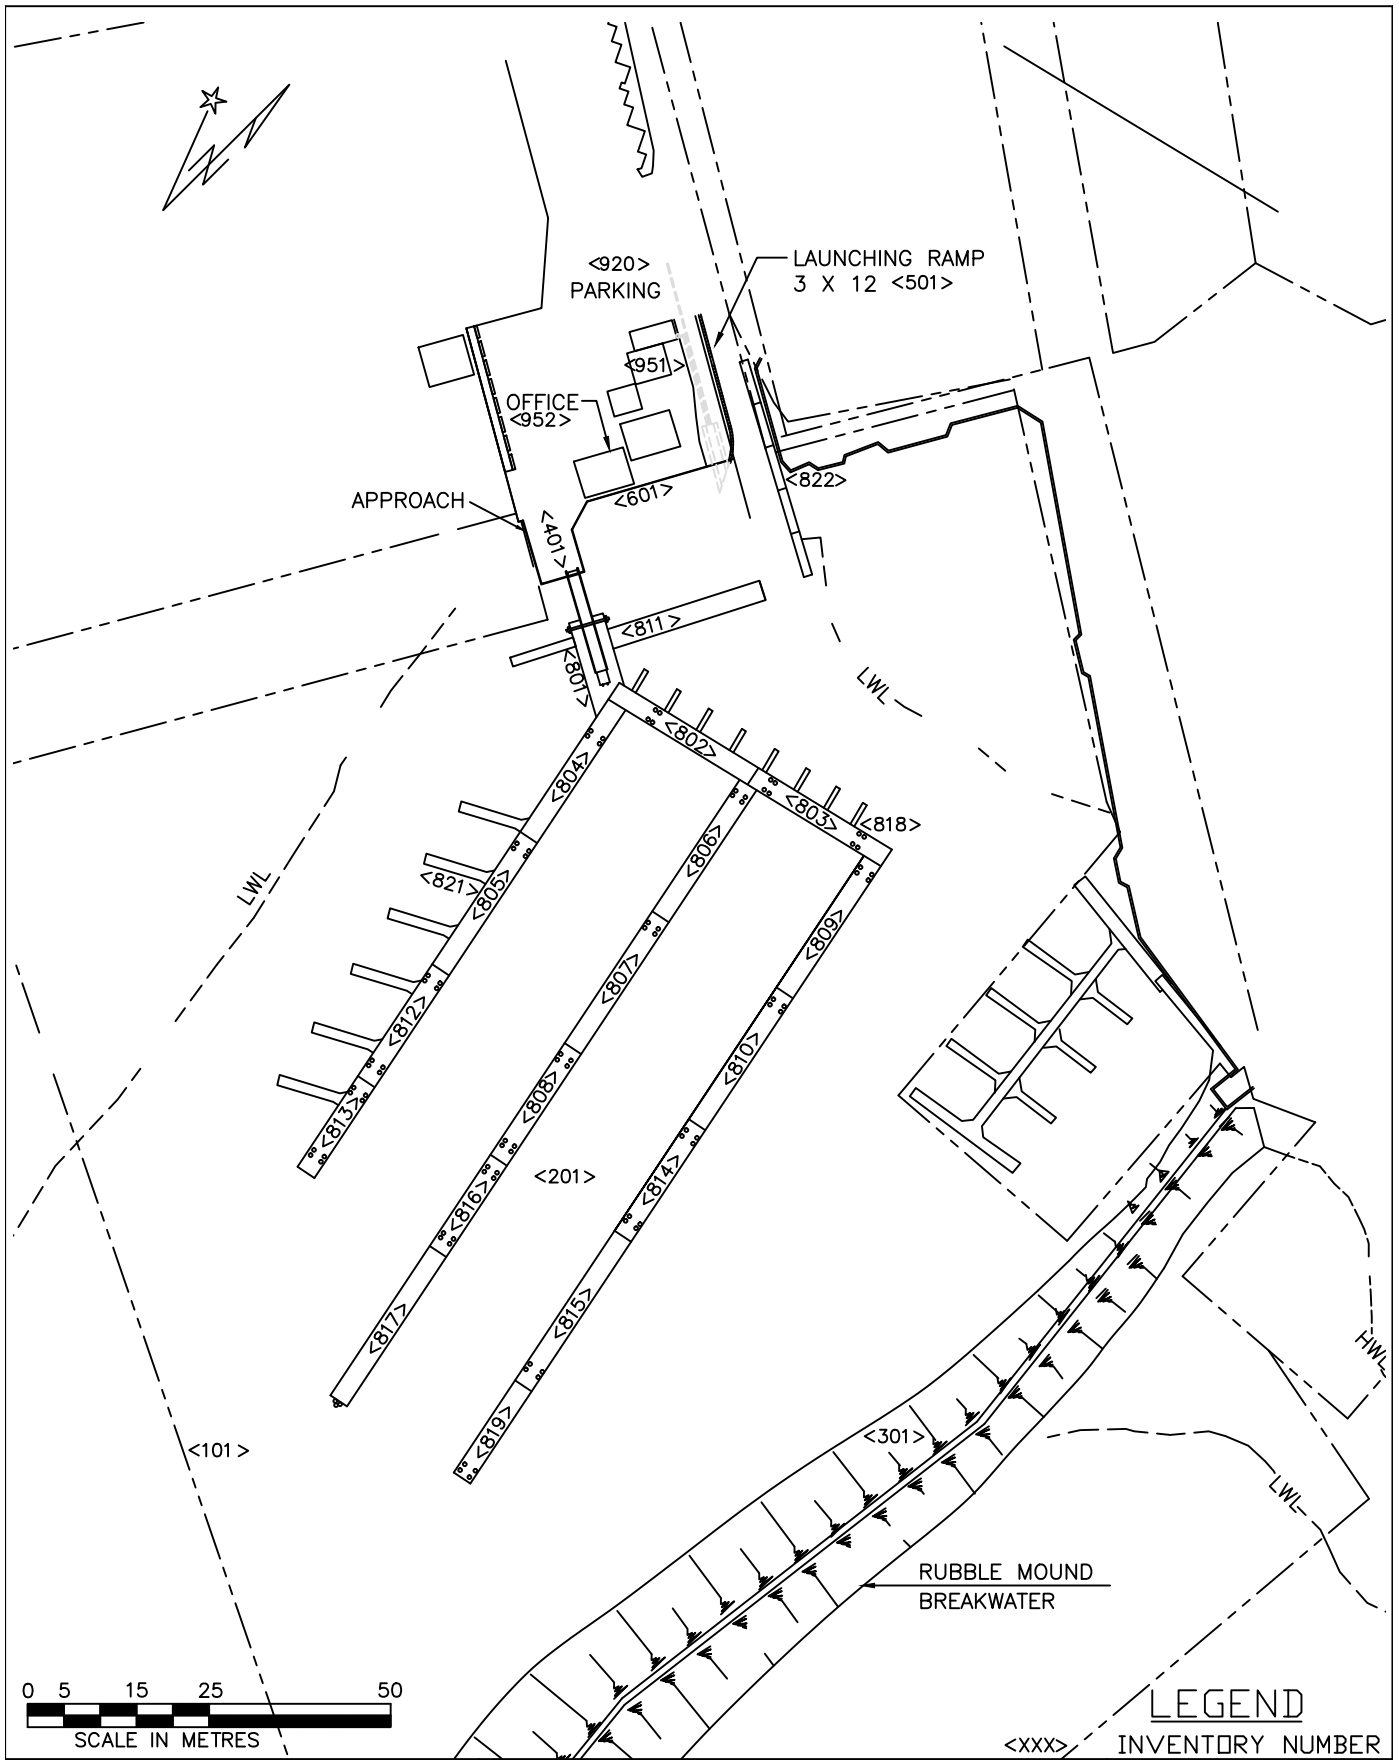 <920>
PARKING
LAUNCHING RAMP
3 X 12 <501>
<951>
OFFICE
<952>
<822>
<601>
APPROACH
<401>
<811>
<801>
LWL
<802>
<804>
<803>
<818>
<806>
<821>
<805>
LWL
<809>
<807>
<812>
<810>
<808>
<813>
<201>
<814>
<816>
<815>
<817>
HWL
<819>
<301>
<101>
LWL
RUBBLE MOUND
BREAKWATER
0 5 15 25 50
SCALE IN METRES
LEGEND
<XXX> INVENTORY NUMBER